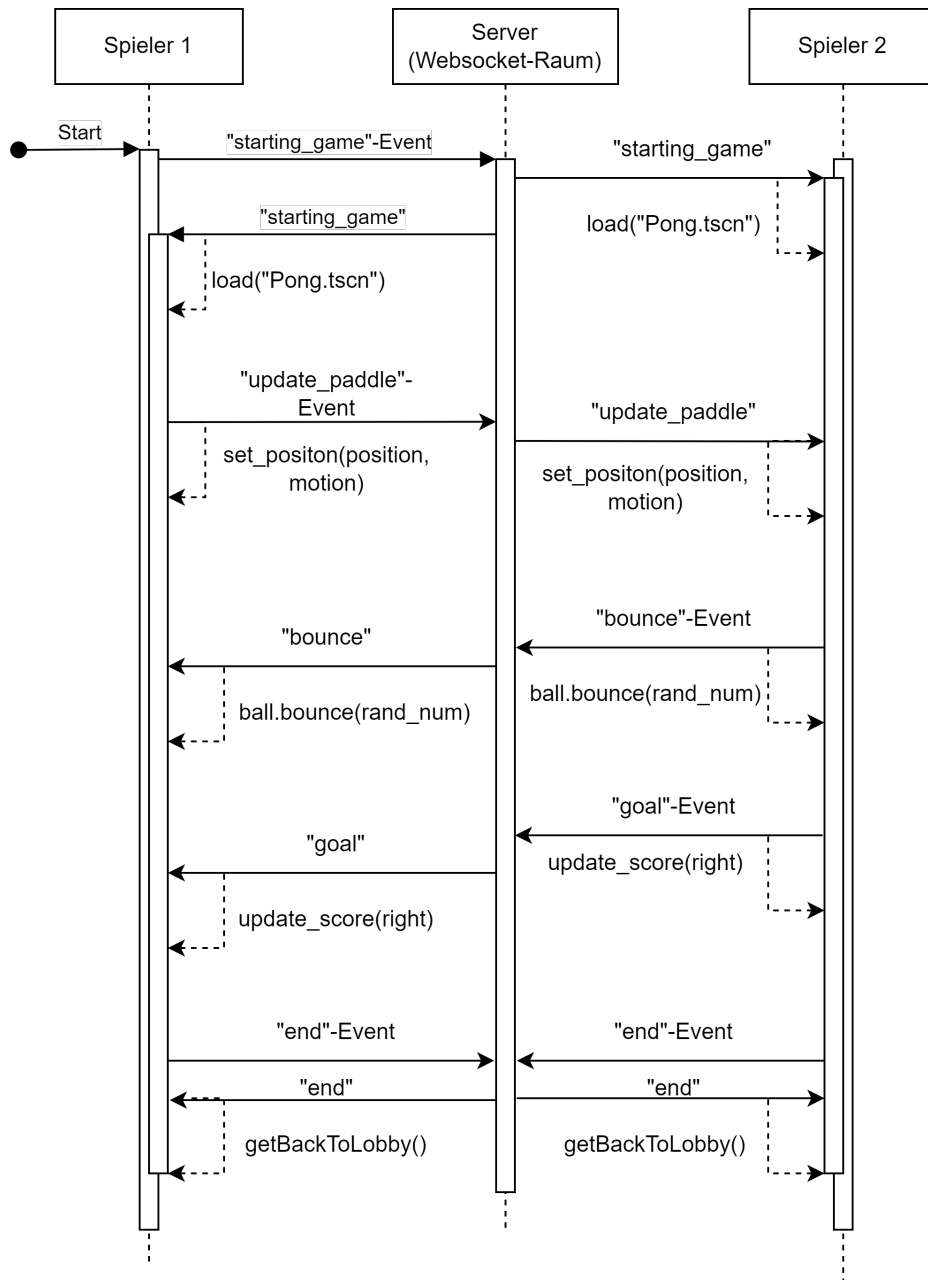 Spieler 1
Server
(Websocket-Raum)
Spieler 2
Start
"starting_game"-Event
"starting_game"
"starting_game"
load("Pong.tscn")
load("Pong.tscn")
"update_paddle"-
Event
"update_paddle"
set_positon(position,
motion)
set_positon(position,
motion)
"bounce"-Event
"bounce"
ball.bounce(rand_num)
ball.bounce(rand_num)
"goal"-Event
"goal"
update_score(right)
update_score(right)
"end"-Event
"end"-Event
"end"
"end"
getBackToLobby()
getBackToLobby()